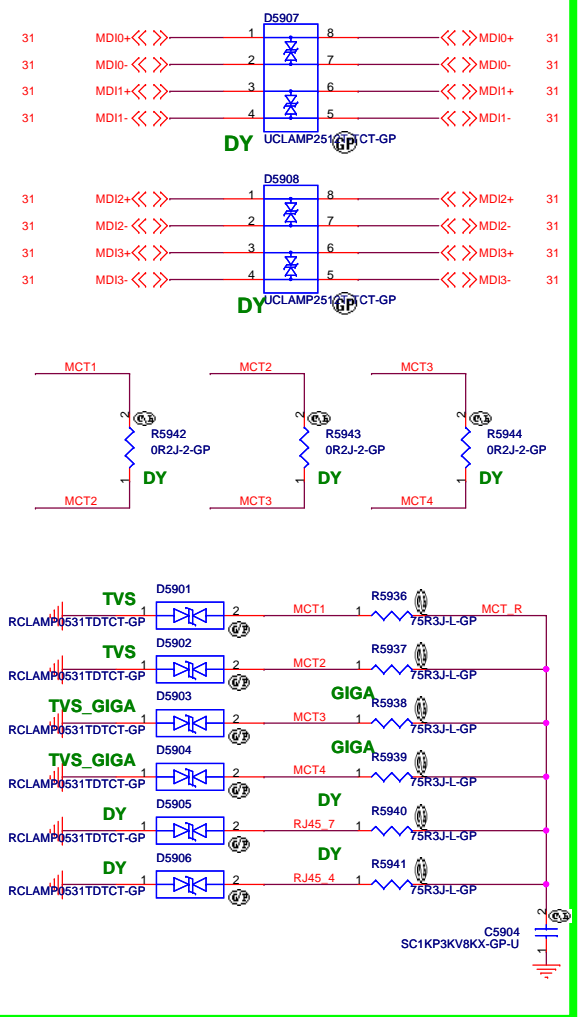 D5907
31 MDI0+ 1 8 MDI0+ 31
31 MDI0- 2 7 MDI0- 31
31 MDI1+ 3 6 MDI1+ 31
31 MDI1- 4 5 MDI1- 31
DY GP
D5908
31 MDI2+ 1 8 MDI2+ 31
31 MDI2- 2 7 MDI2- 31
31 MDI3+ 3 6 MDI3+ 31
31 MDI3- 4 5 MDI3- 31
DY GP
MCT1 MCT2 MCT3
2 2 2
R5942 R5943 R5944
0R2J-2-GP 0R2J-2-GP 0R2J-2-GP
1 DY 1 DY 1 DY
MCT2 MCT3 MCT4
TVS D5901 R5936
1 2 MCT1 1 MCT_R
RCLAMP0531TDTCT-GP 75R3J-L-GP
TVS D5902 R5937
1 2 MCT2 1
RCLAMP0531TDTCT-GP 75R3J-L-GP
TVS_GIGA D5903 GIGA R5938
1 2 MCT3 1
RCLAMP0531TDTCT-GP 75R3J-L-GP
TVS_GIGA D5904 GIGA R5939
1 2 MCT4 1
RCLAMP0531TDTCT-GP 75R3J-L-GP
DY D5905 DY R5940
1 2 RJ45_7 1
RCLAMP0531TDTCT-GP 75R3J-L-GP
DY D5906 DY R5941
1 2 RJ45_4 1
RCLAMP0531TDTCT-GP 75R3J-L-GP
2
C5904
SC1KP3KV8KX-GP-U
1